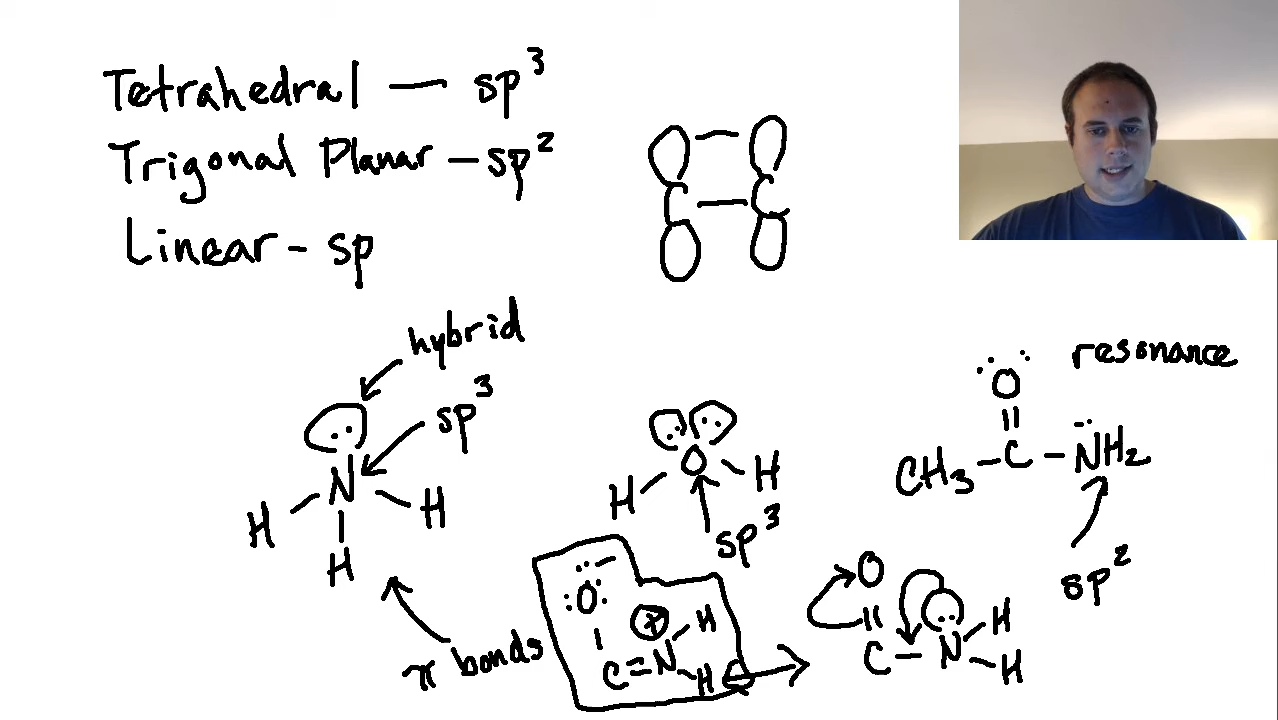 Tetrahedral — sp³
Trigonal Planar — sp²
Linear - sp
C — C
hybrid
sp³
N
H
H
H
π bonds
O
H
H
sp³
resonance
O
CH₃ - C - NH₂
sp²
O
⊕
H
C = N
H
O
C - N
H
H